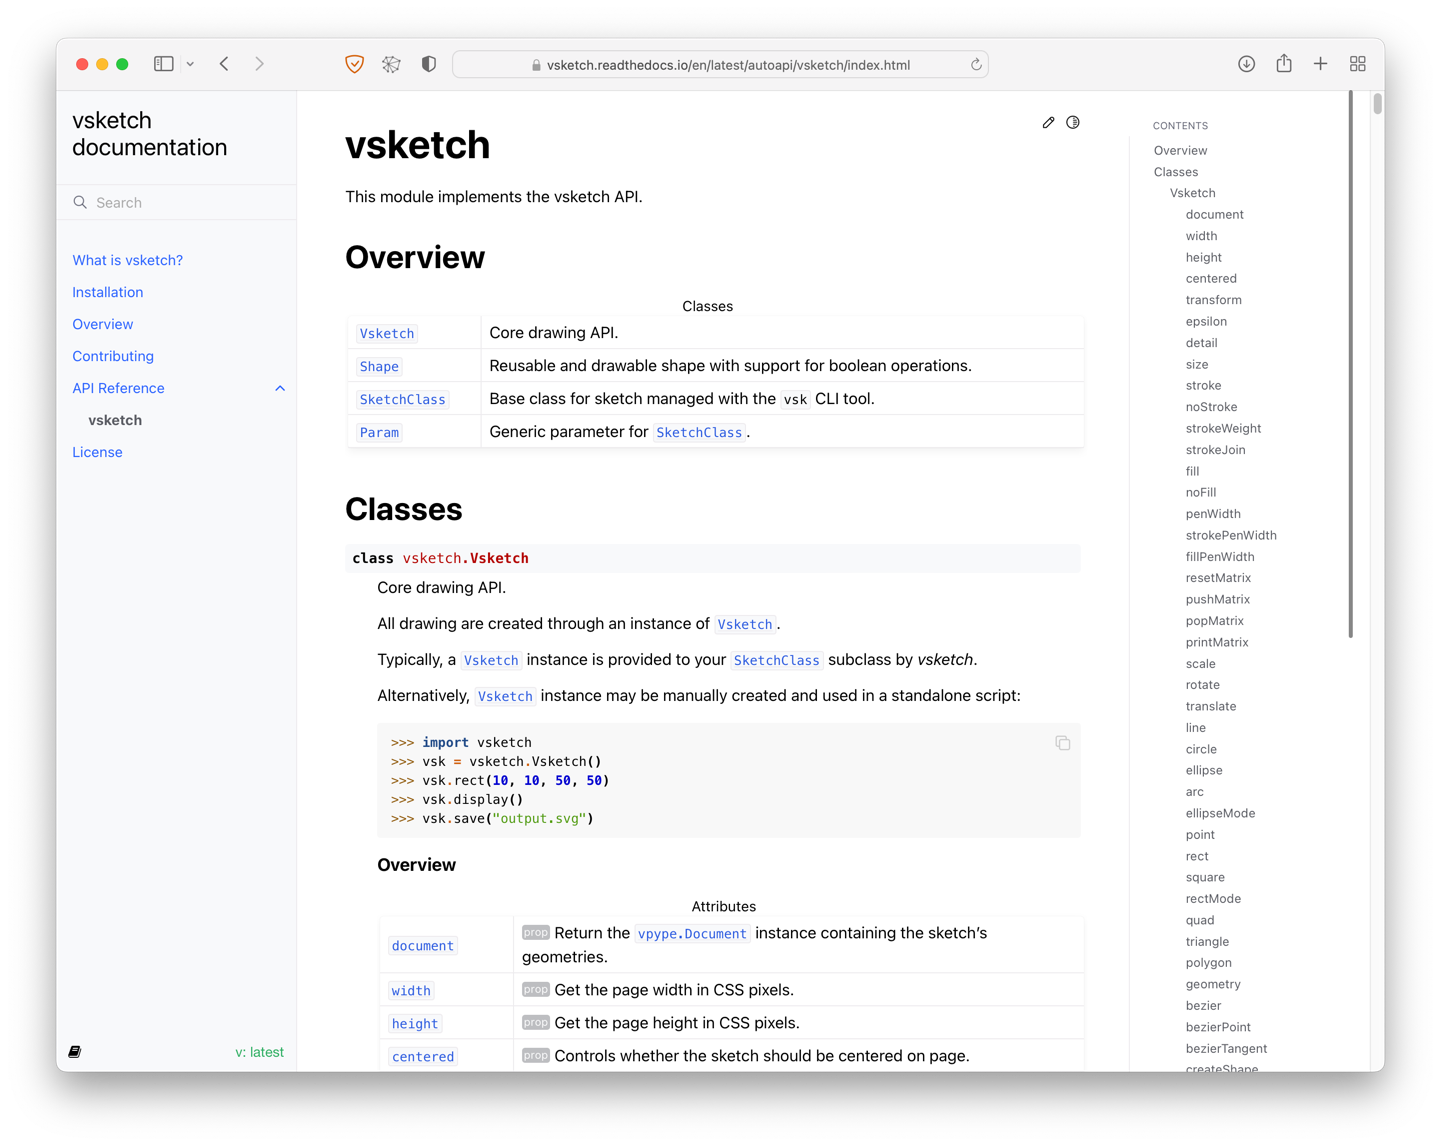 vsketch.readthedocs.io/en/latest/autoapi/vsketch/index.html
vsketch
documentation
Search
What is vsketch?
Installation
Overview
Contributing
API Reference
vsketch
License
v: latest
vsketch
This module implements the vsketch API.
Overview
Classes
Vsketch Core drawing API.
Shape Reusable and drawable shape with support for boolean operations.
SketchClass Base class for sketch managed with the vsk CLI tool.
Param Generic parameter for SketchClass.
Classes
class vsketch.Vsketch
Core drawing API.
All drawing are created through an instance of Vsketch.
Typically, a Vsketch instance is provided to your SketchClass subclass by vsketch.
Alternatively, Vsketch instance may be manually created and used in a standalone script:
>>> import vsketch
>>> vsk = vsketch.Vsketch()
>>> vsk.rect(10, 10, 50, 50)
>>> vsk.display()
>>> vsk.save("output.svg")
Overview
Attributes
document prop Return the vpype.Document instance containing the sketch's
geometries.
width prop Get the page width in CSS pixels.
height prop Get the page height in CSS pixels.
centered prop Controls whether the sketch should be centered on page.
CONTENTS
Overview
Classes
Vsketch
document
width
height
centered
transform
epsilon
detail
size
stroke
noStroke
strokeWeight
strokeJoin
fill
noFill
penWidth
strokePenWidth
fillPenWidth
resetMatrix
pushMatrix
popMatrix
printMatrix
scale
rotate
translate
line
circle
ellipse
arc
ellipseMode
point
rect
square
rectMode
quad
triangle
polygon
geometry
bezier
bezierPoint
bezierTangent
createShape